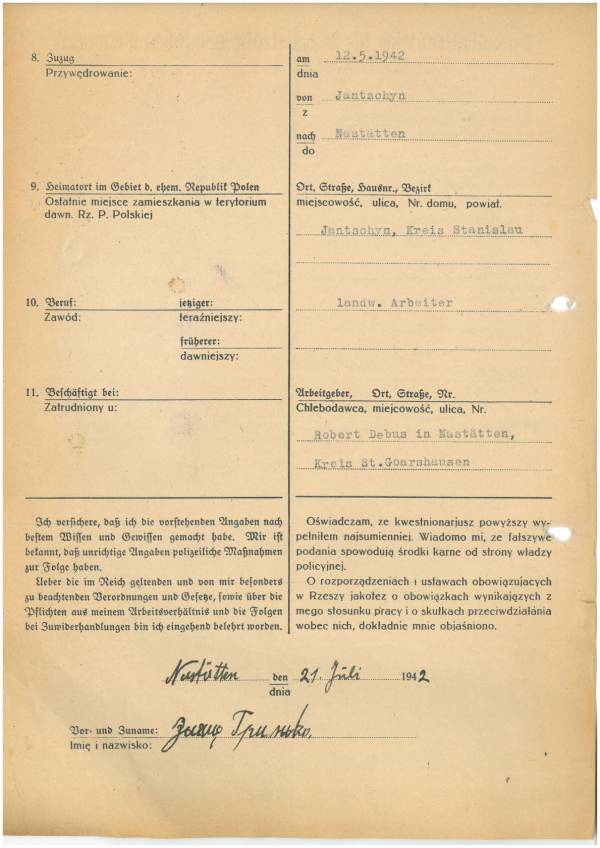 8. Zuzug
Przywędrowanie:
am 12.5.1942
dnia
von Jantschyn
z
nach Nastätten
do
9. Heimatort im Gebiet d. ehem. Republik Polen
Ostatnie miejsce zamieszkania w terytorium
dawn. Rz. P. Polskiej
Ort, Straße, Hausnr., Bezirk
miejscowość, ulica, Nr. domu, powiat.
Jantschyn, Kreis Stanislau
10. Beruf: jetziger:
Zawód: teraźniejszy:
früherer:
dawniejszy:
landw. Arbeiter
11. Beschäftigt bei:
Zatrudniony u:
Arbeitgeber, Ort, Straße, Nr.
Chlebodawca, miejcowość, ulica, Nr.
Robert Debus in Nastätten,
Kreis St.Goarshausen
Ich versichere, daß ich die vorstehenden Angaben nach
bestem Wissen und Gewissen gemacht habe. Mir ist
bekannt, daß unrichtige Angaben polizeiliche Maßnahmen
zur Folge haben.
Ueber die im Reich geltenden und von mir besonders
zu beachtenden Verordnungen und Gesetze, sowie über die
Pflichten aus meinem Arbeitsverhältnis und die Folgen
bei Zuwiderhandlungen bin ich eingehend belehrt worden.
Oświadczam, ze kwestnionarjusz powyższy wy-
pełniłem najsumienniej. Wiadomo mi, ze fałszywe
podania spowodują środki karne od strony władzy
policyjnej.
O rozporządzeniach i ustawach obowiązujacych
w Rzeszy jakoteż o obowiązkach wynikających z
mego stosunku pracy i o skutkach przeciwdziałánia
wobec nich, dokładnie mnie objaśniono.
Nastätten den 21. Juli 1942
dnia
Vor- und Zuname: Гринько.
Imię i nazwisko: